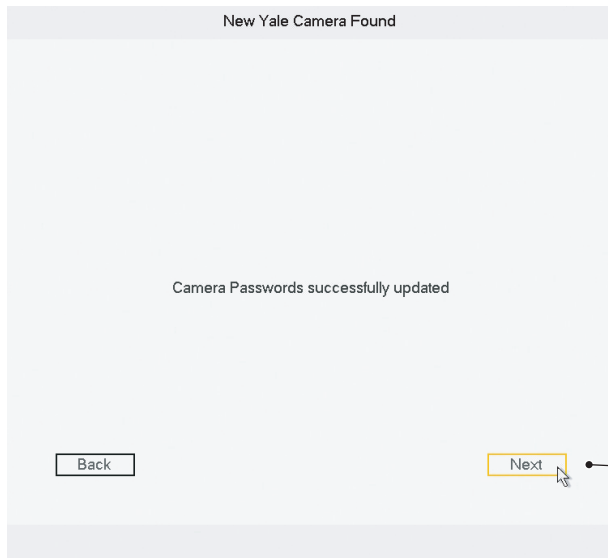 New Yale Camera Found
Camera Passwords successfully updated
Back
Next